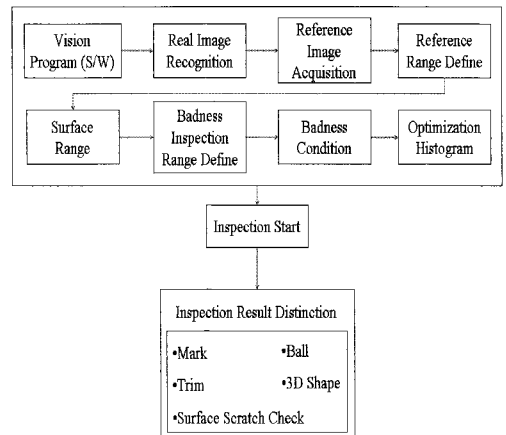 Vision
Program (S/W)
Real Image
Recognition
Reference
Image
Acquisition
Reference
Range Define
Surface
Range
Badness
Inspection
Range Define
Badness
Condition
Optimization
Histogram
Inspection Start
Inspection Result Distinction
•Mark
•Ball
•Trim
•3D Shape
•Surface Scratch Check